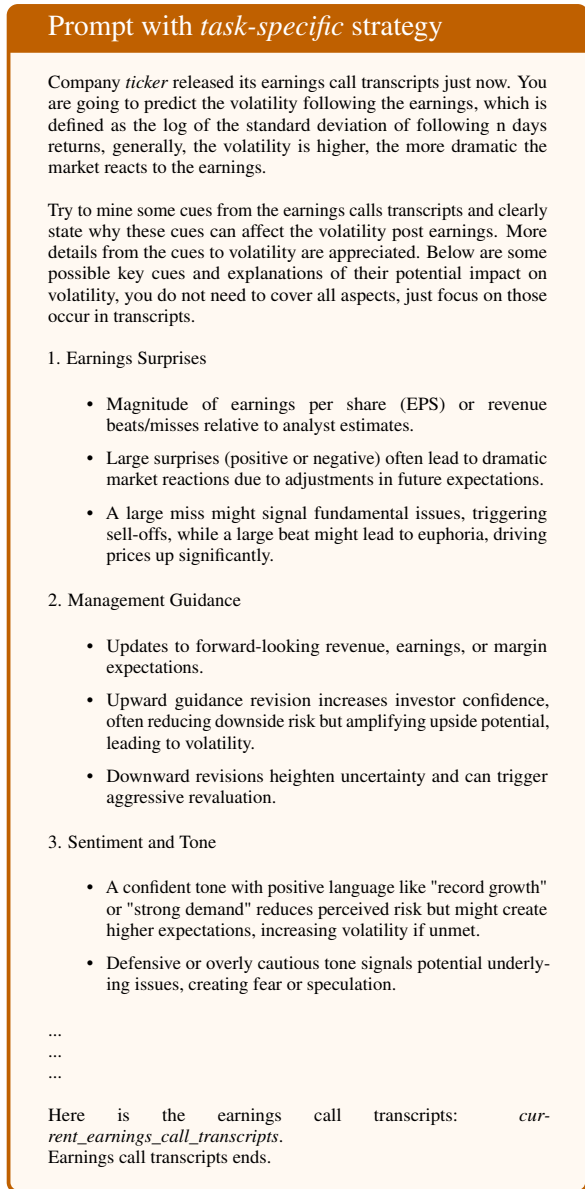 Prompt with task-specific strategy
Company ticker released its earnings call transcripts just now. You
are going to predict the volatility following the earnings, which is
defined as the log of the standard deviation of following n days
returns, generally, the volatility is higher, the more dramatic the
market reacts to the earnings.
Try to mine some cues from the earnings calls transcripts and clearly
state why these cues can affect the volatility post earnings. More
details from the cues to volatility are appreciated. Below are some
possible key cues and explanations of their potential impact on
volatility, you do not need to cover all aspects, just focus on those
occur in transcripts.
1. Earnings Surprises
• Magnitude of earnings per share (EPS) or revenue
beats/misses relative to analyst estimates.
• Large surprises (positive or negative) often lead to dramatic
market reactions due to adjustments in future expectations.
• A large miss might signal fundamental issues, triggering
sell-offs, while a large beat might lead to euphoria, driving
prices up significantly.
2. Management Guidance
• Updates to forward-looking revenue, earnings, or margin
expectations.
• Upward guidance revision increases investor confidence,
often reducing downside risk but amplifying upside potential,
leading to volatility.
• Downward revisions heighten uncertainty and can trigger
aggressive revaluation.
3. Sentiment and Tone
• A confident tone with positive language like "record growth"
or "strong demand" reduces perceived risk but might create
higher expectations, increasing volatility if unmet.
• Defensive or overly cautious tone signals potential underly-
ing issues, creating fear or speculation.
...
...
...
Here is the earnings call transcripts: cur-
rent_earnings_call_transcripts.
Earnings call transcripts ends.